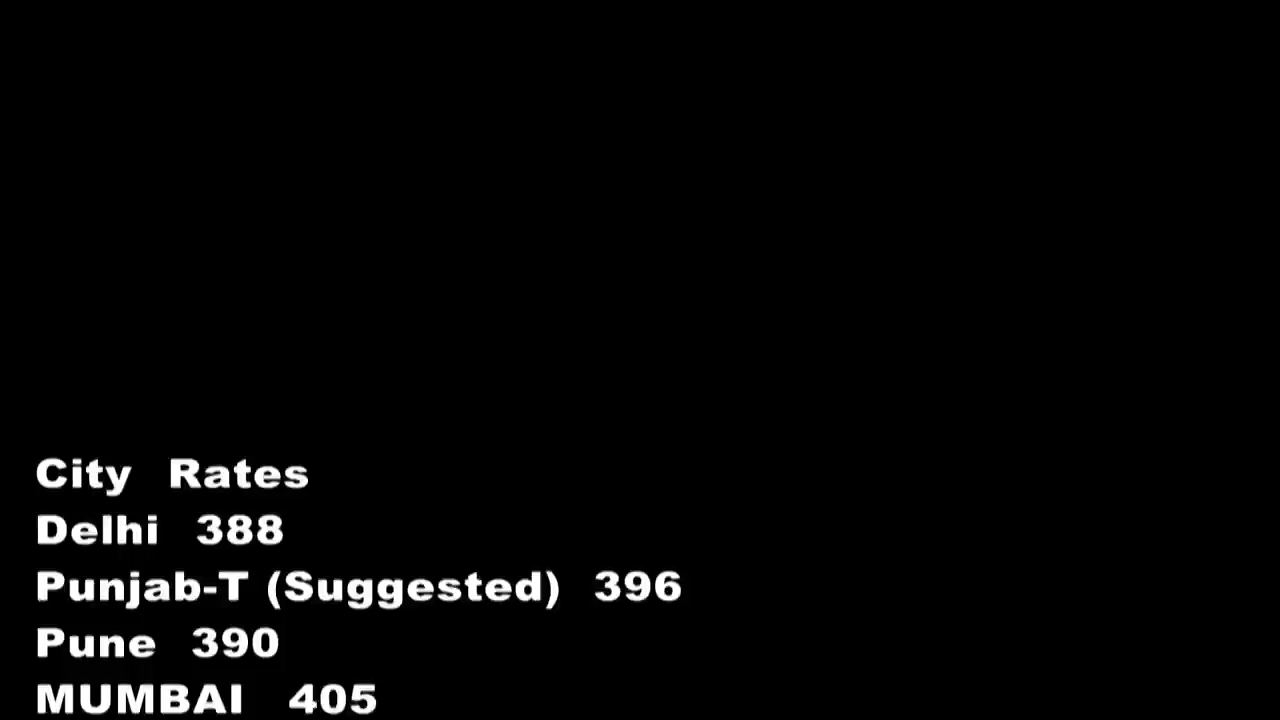 City Rates
Delhi 388
Punjab-T (Suggested) 396
Pune 390
MUMBAI 405